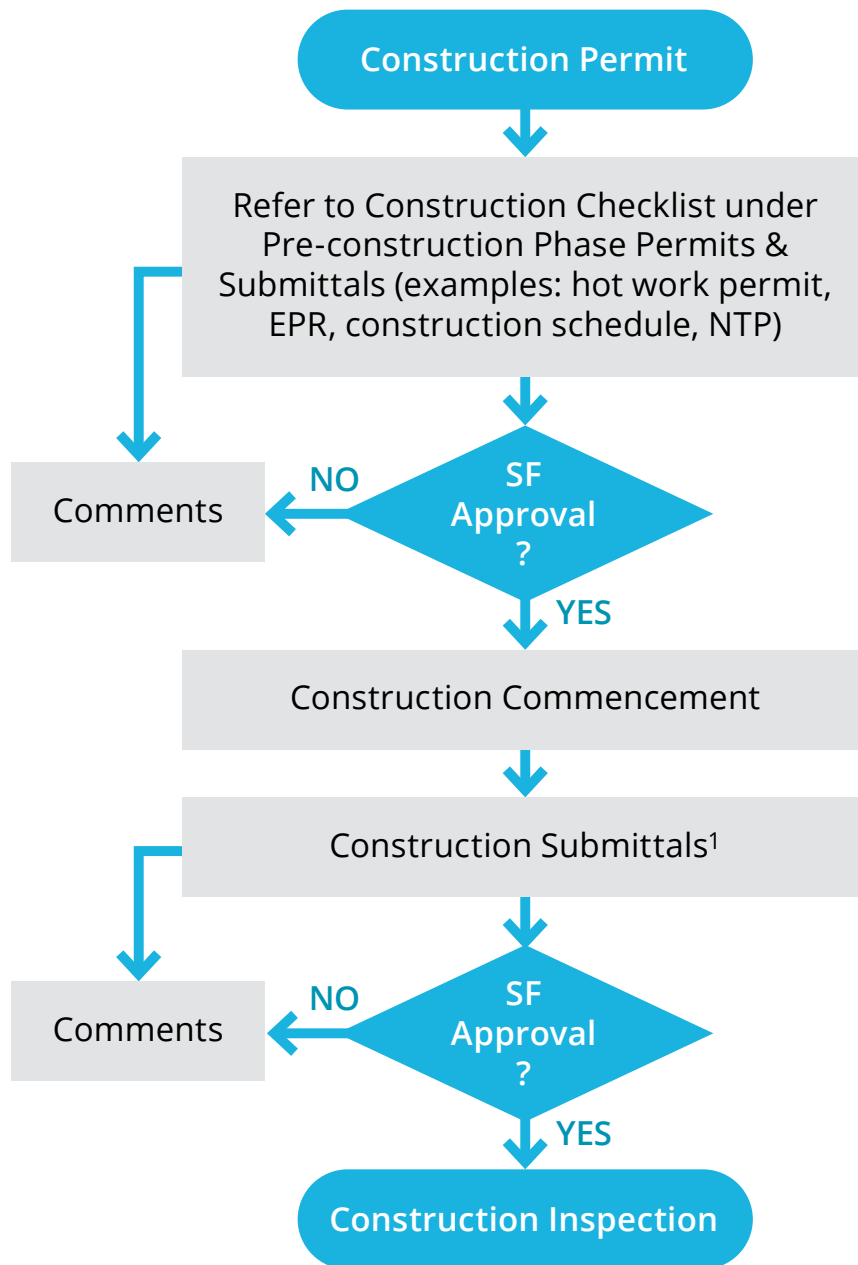 Construction Permit
Refer to Construction Checklist under
Pre-construction Phase Permits &
Submittals (examples: hot work permit,
EPR, construction schedule, NTP)
SF
Approval
?
NO
Comments
YES
Construction Commencement
Construction Submittals¹
SF
Approval
?
NO
Comments
YES
Construction Inspection